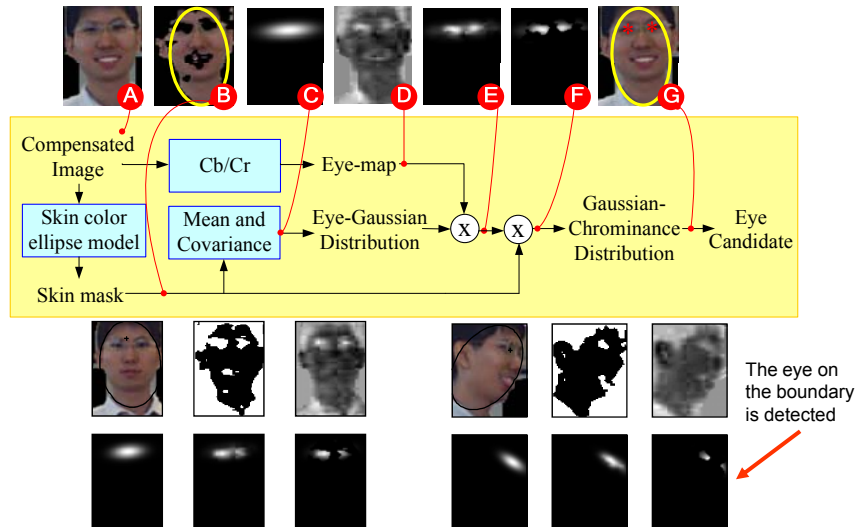 A
B
C
D
E
F
G
Compensated
Image
Cb/Cr
Eye-map
Skin color
ellipse model
Mean and
Covariance
Eye-Gaussian
Distribution
X
X
Gaussian-
Chrominance
Distribution
Eye
Candidate
Skin mask
The eye on
the boundary
is detected